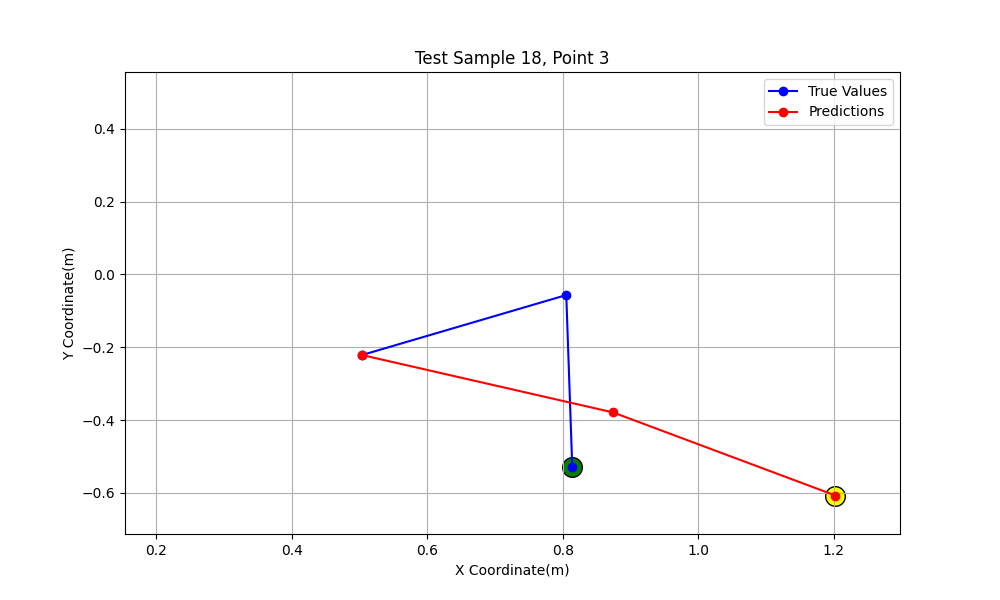 Test Sample 18, Point 3
True Values
Predictions
Y Coordinate(m)
0.4
0.2
0.0
−0.2
−0.4
−0.6
0.2 0.4 0.6 0.8 1.0 1.2
X Coordinate(m)